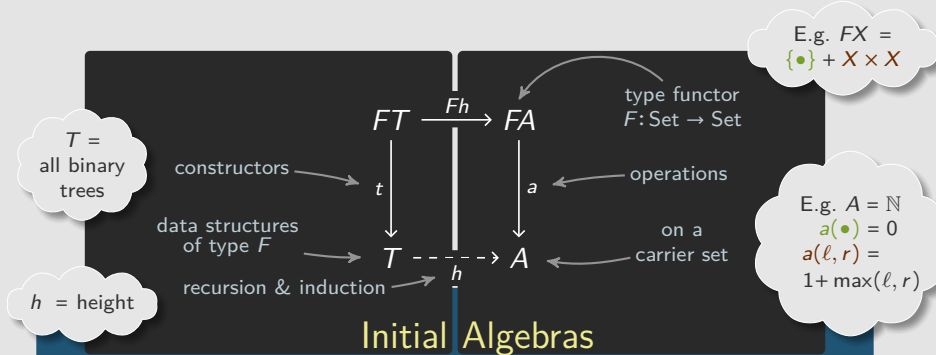 E.g. FX =
{•} + X × X
T =
all binary
trees
FT Fh FA
type functor
F: Set → Set
constructors
t
a
operations
data structures
of type F
T h A
on a
carrier set
recursion & induction
E.g. A = ℕ
a(•) = 0
a(ℓ, r) =
1+ max(ℓ, r)
h = height
Initial Algebras